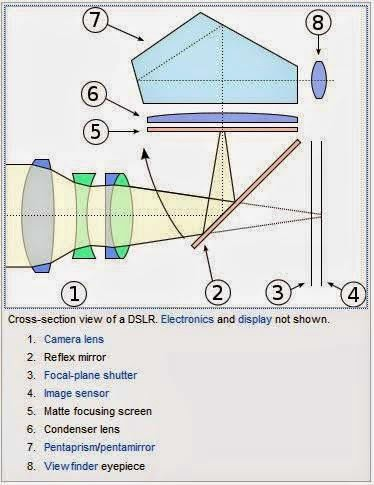 7
8
6
5
1
2
3
4
Cross-section view of a DSLR. Electronics and display not shown.
1. Camera lens
2. Reflex mirror
3. Focal-plane shutter
4. Image sensor
5. Matte focusing screen
6. Condenser lens
7. Pentaprism/pentamirror
8. Viewfinder eyepiece